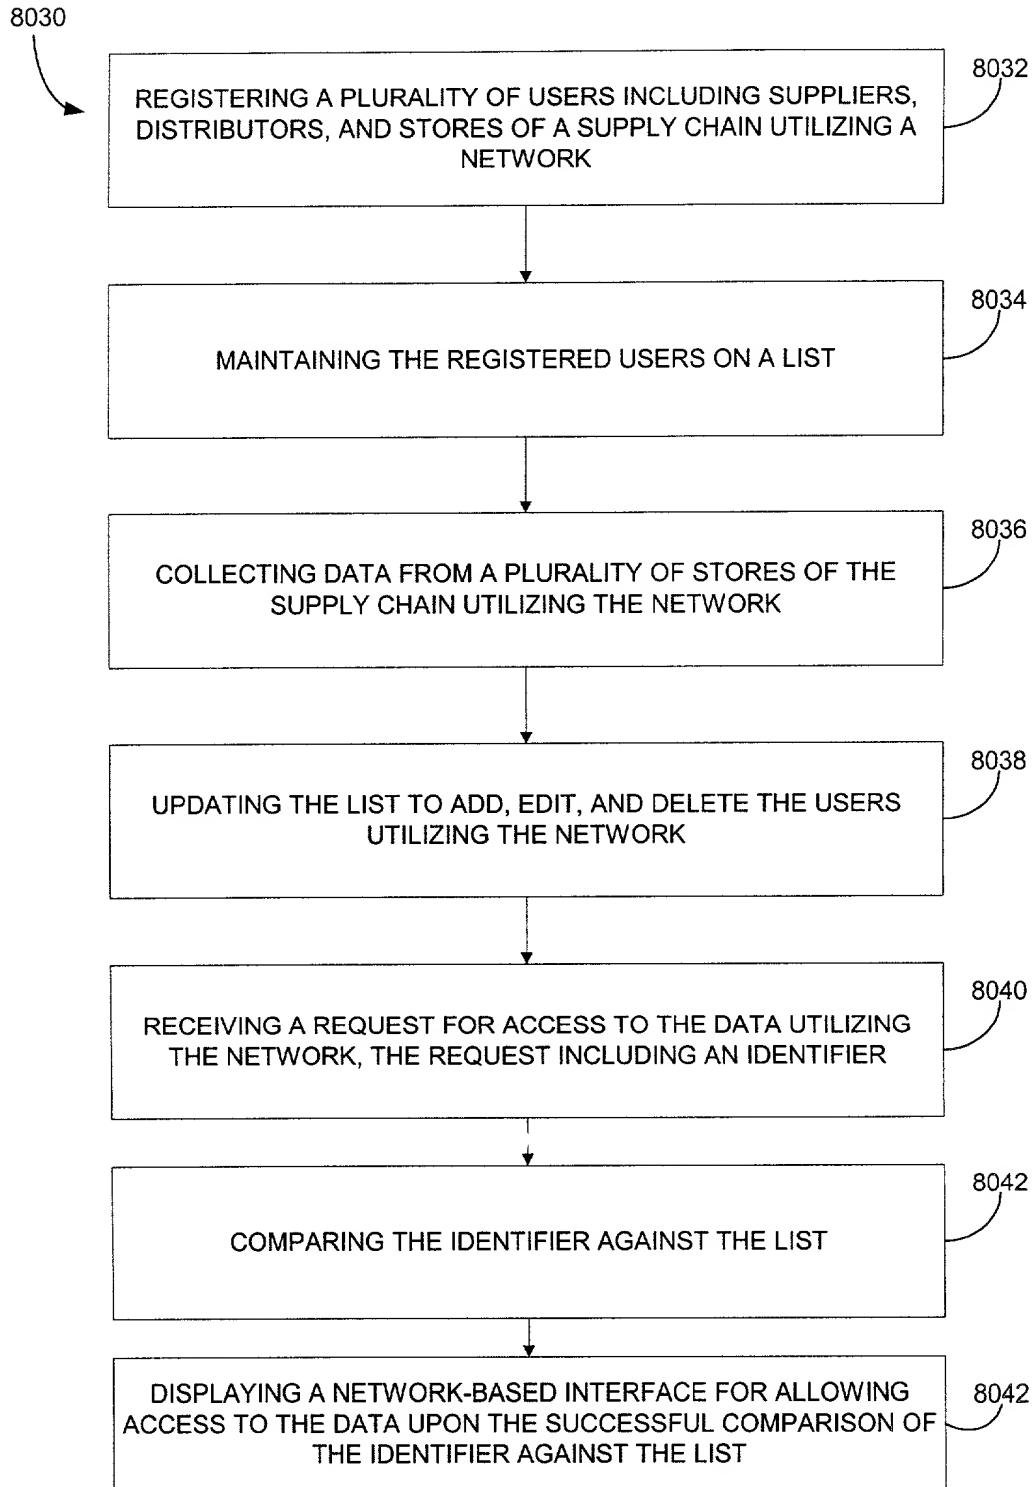 8030
8032
REGISTERING A PLURALITY OF USERS INCLUDING SUPPLIERS,
DISTRIBUTORS, AND STORES OF A SUPPLY CHAIN UTILIZING A
NETWORK
8034
MAINTAINING THE REGISTERED USERS ON A LIST
8036
COLLECTING DATA FROM A PLURALITY OF STORES OF THE
SUPPLY CHAIN UTILIZING THE NETWORK
8038
UPDATING THE LIST TO ADD, EDIT, AND DELETE THE USERS
UTILIZING THE NETWORK
8040
RECEIVING A REQUEST FOR ACCESS TO THE DATA UTILIZING
THE NETWORK, THE REQUEST INCLUDING AN IDENTIFIER
8042
COMPARING THE IDENTIFIER AGAINST THE LIST
8042
DISPLAYING A NETWORK-BASED INTERFACE FOR ALLOWING
ACCESS TO THE DATA UPON THE SUCCESSFUL COMPARISON OF
THE IDENTIFIER AGAINST THE LIST